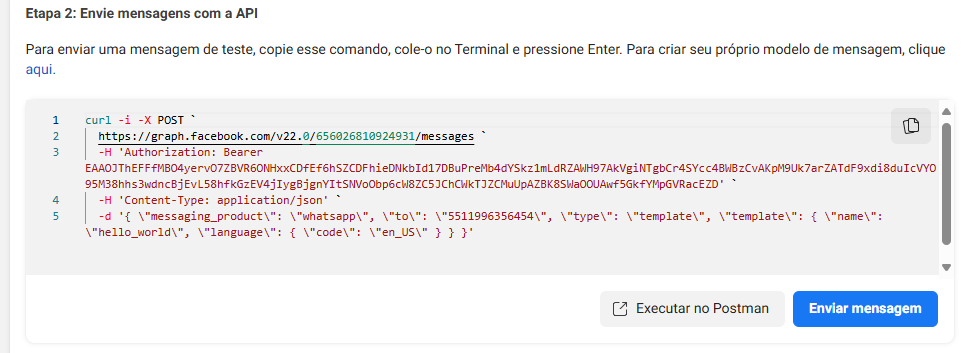 Etapa 2: Envie mensagens com a API
Para enviar uma mensagem de teste, copie esse comando, cole-o no Terminal e pressione Enter. Para criar seu próprio modelo de mensagem, clique
aqui.
1 curl -i -X POST `
2 https://graph.facebook.com/v22.0/656026810924931/messages `
3 -H 'Authorization: Bearer
EAAOJThEFFfMBO4yervO7ZBVR6ONHxxCDfEf6hSZCDFhieDNkbId17DBuPreMb4dYSkz1mLdRZAWH97AkVgiNTgbCr4SYcc4BWBzCvAKpM9Uk7arZATdF9xdi8duIcVYO
95M38hhs3wdncBjEvL58hfkGzEV4jIygBjgnYItSNVoObp6cW8ZC5JChCWkTJZCMuUpAZBK8SWaOOUAwf5GkfYMpGVRacEZD' `
4 -H 'Content-Type: application/json' `
5 -d '{ \"messaging_product\": \"whatsapp\", \"to\": \"5511996356454\", \"type\": \"template\", \"template\": { \"name\":
\"hello_world\", \"language\": { \"code\": \"en_US\" } } }'
Executar no Postman
Enviar mensagem